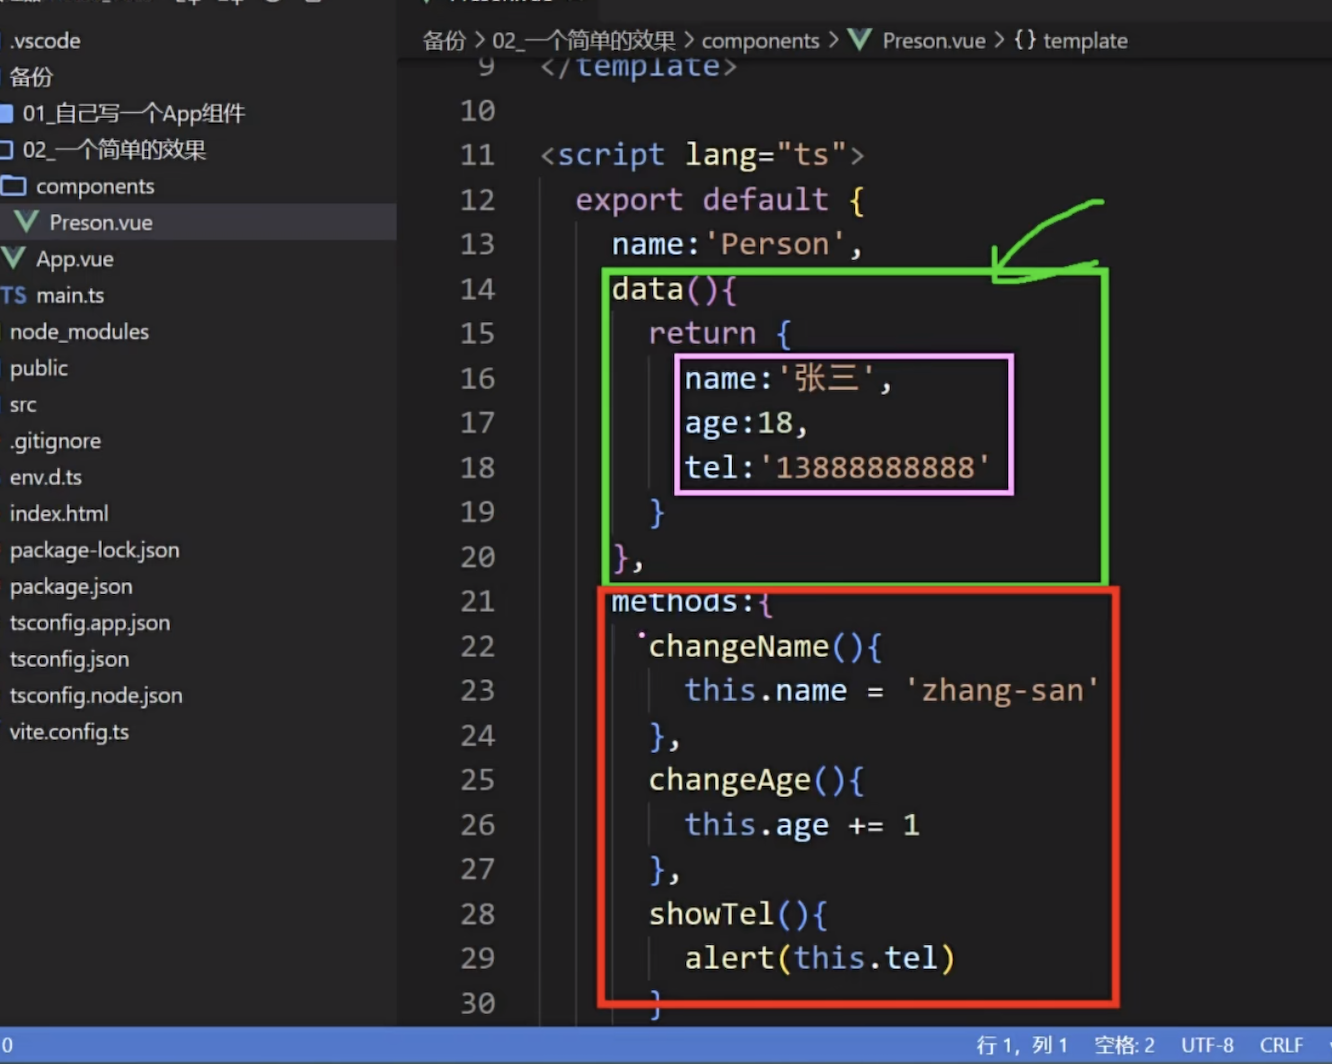 .vscode
备份
01_自己写一个App组件
02_一个简单的效果
components
Preson.vue
App.vue
TS main.ts
node_modules
public
src
.gitignore
env.d.ts
index.html
package-lock.json
package.json
tsconfig.app.json
tsconfig.json
tsconfig.node.json
vite.config.ts
备份 > 02_一个简单的效果 > components > Preson.vue > {} template
9 </template>
10
11 <script lang="ts">
12 export default {
13 name:'Person',
14 data(){
15 return {
16 name:'张三',
17 age:18,
18 tel:'13888888888'
19 }
20 },
21 methods:{
22 changeName(){
23 this.name = 'zhang-san'
24 },
25 changeAge(){
26 this.age += 1
27 },
28 showTel(){
29 alert(this.tel)
30 }
0 行 1, 列 1 空格: 2 UTF-8 CRLF